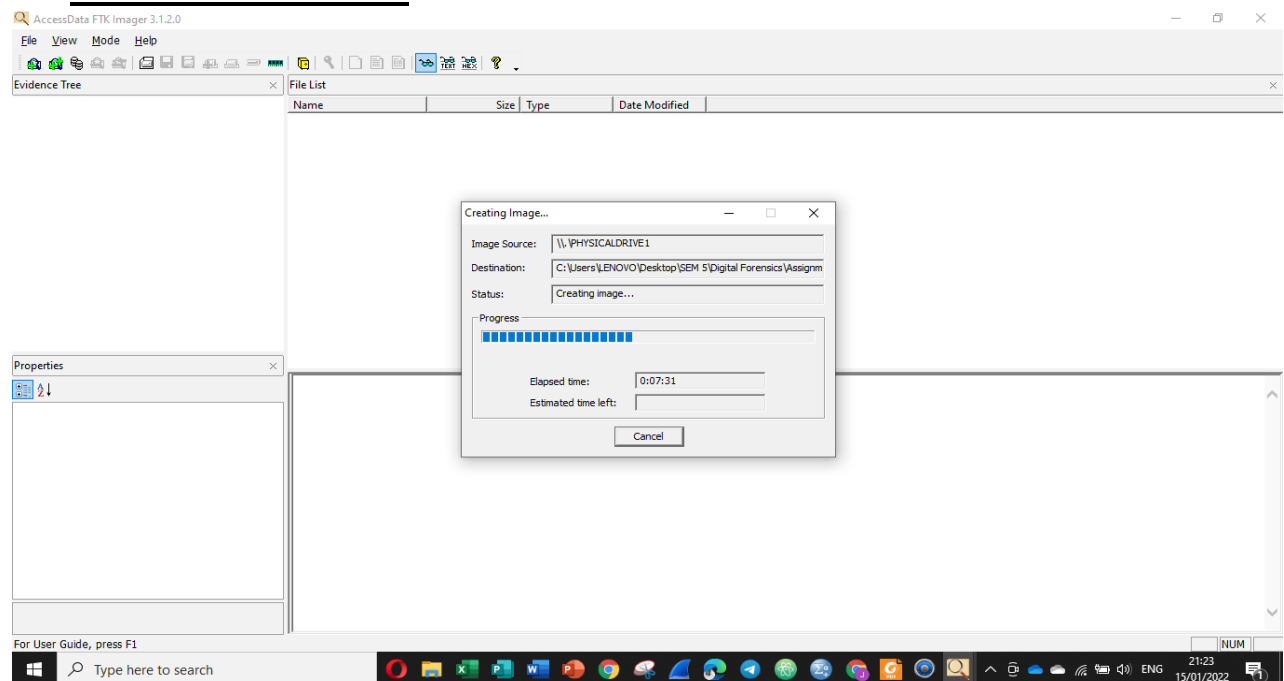 AccessData FTK Imager 3.1.2.0
File View Mode Help
TEXT HEX
Evidence Tree
File List
Name Size Type Date Modified
Creating Image...
Image Source: \\.\PHYSICALDRIVE1
Destination: C:\Users\LENOVO\Desktop\SEM 5\Digital Forensics\Assignm
Status: Creating image...
Progress
Elapsed time: 0:07:31
Estimated time left:
Cancel
Properties
For User Guide, press F1
NUM
Type here to search
ENG
21:23
15/01/2022